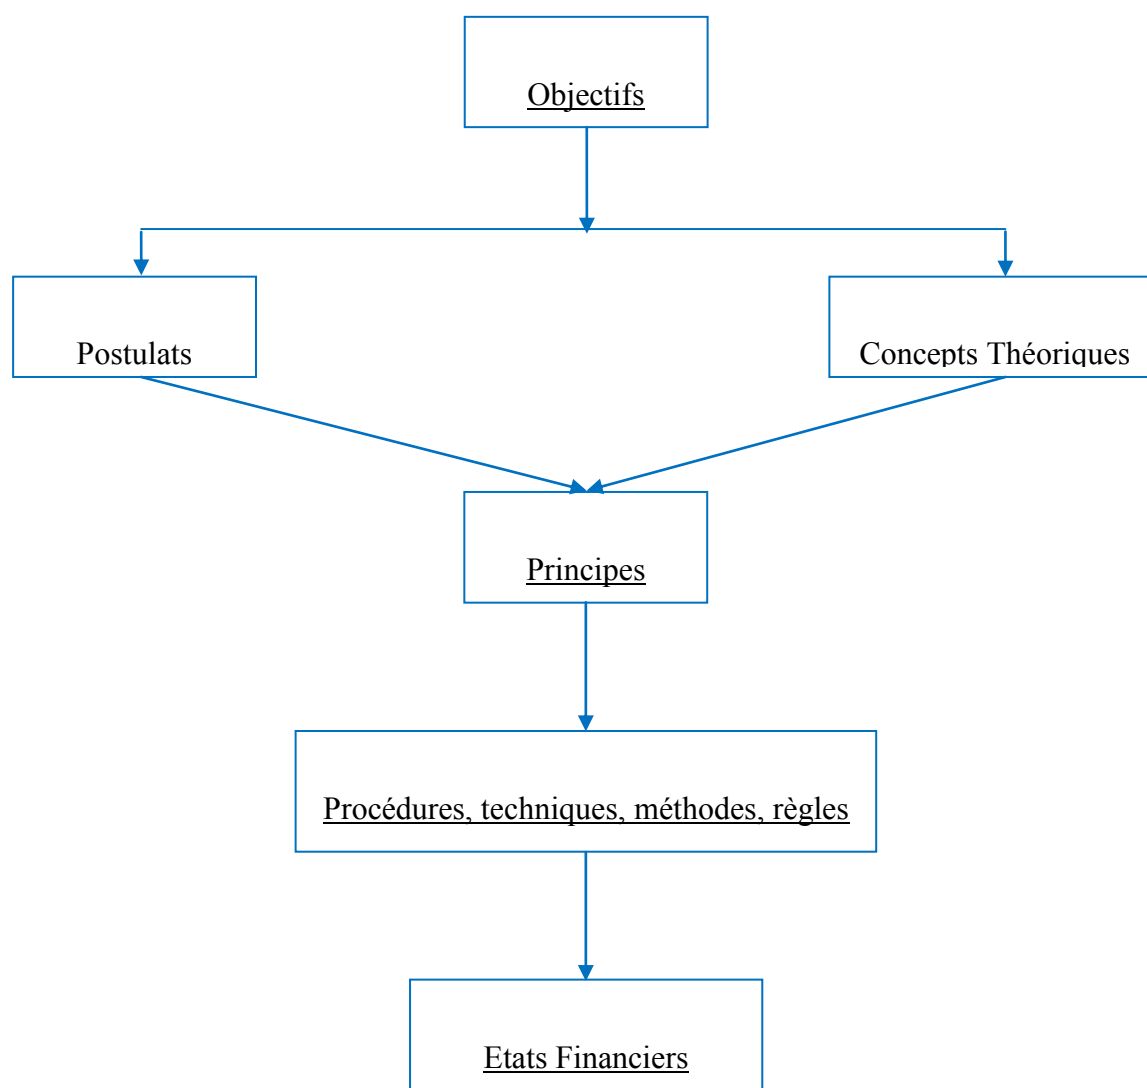 Objectifs
Postulats
Concepts Théoriques
Principes
Procédures, techniques, méthodes, règles
Etats Financiers